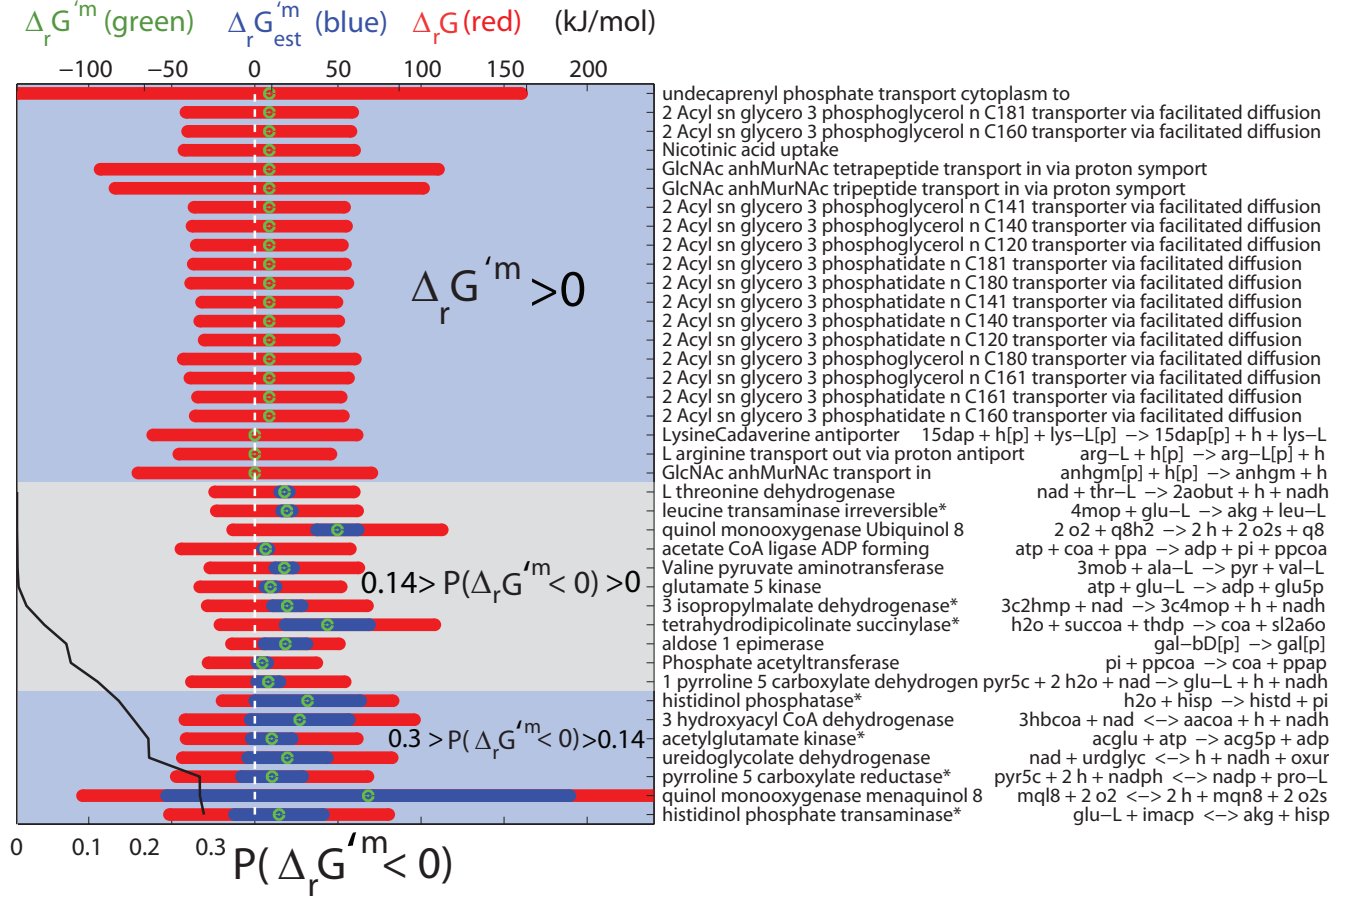 ΔrG′m (green) ΔrG′mest (blue) ΔrG (red) (kJ/mol)
−100 −50 0 50 100 150 200
undecaprenyl phosphate transport cytoplasm to
2 Acyl sn glycero 3 phosphoglycerol n C181 transporter via facilitated diffusion
2 Acyl sn glycero 3 phosphoglycerol n C160 transporter via facilitated diffusion
Nicotinic acid uptake
GlcNAc anhMurNAc tetrapeptide transport in via proton symport
GlcNAc anhMurNAc tripeptide transport in via proton symport
2 Acyl sn glycero 3 phosphoglycerol n C141 transporter via facilitated diffusion
2 Acyl sn glycero 3 phosphoglycerol n C140 transporter via facilitated diffusion
2 Acyl sn glycero 3 phosphoglycerol n C120 transporter via facilitated diffusion
2 Acyl sn glycero 3 phosphatidate n C181 transporter via facilitated diffusion
2 Acyl sn glycero 3 phosphatidate n C180 transporter via facilitated diffusion
2 Acyl sn glycero 3 phosphatidate n C141 transporter via facilitated diffusion
2 Acyl sn glycero 3 phosphatidate n C140 transporter via facilitated diffusion
2 Acyl sn glycero 3 phosphatidate n C120 transporter via facilitated diffusion
2 Acyl sn glycero 3 phosphoglycerol n C180 transporter via facilitated diffusion
2 Acyl sn glycero 3 phosphoglycerol n C161 transporter via facilitated diffusion
2 Acyl sn glycero 3 phosphatidate n C161 transporter via facilitated diffusion
2 Acyl sn glycero 3 phosphatidate n C160 transporter via facilitated diffusion
LysineCadaverine antiporter 15dap + h[p] + lys−L[p] −> 15dap[p] + h + lys−L
L arginine transport out via proton antiport arg−L + h[p] −> arg−L[p] + h
GlcNAc anhMurNAc transport in anhgm[p] + h[p] −> anhgm + h
L threonine dehydrogenase nad + thr−L −> 2aobut + h + nadh
leucine transaminase irreversible* 4mop + glu−L −> akg + leu−L
quinol monooxygenase Ubiquinol 8 2 o2 + q8h2 −> 2 h + 2 o2s + q8
acetate CoA ligase ADP forming atp + coa + ppa −> adp + pi + ppcoa
Valine pyruvate aminotransferase 3mob + ala−L −> pyr + val−L
glutamate 5 kinase atp + glu−L −> adp + glu5p
3 isopropylmalate dehydrogenase* 3c2hmp + nad −> 3c4mop + h + nadh
tetrahydrodipicolinate succinylase* h2o + succoa + thdp −> coa + sl2a6o
aldose 1 epimerase gal−bD[p] −> gal[p]
Phosphate acetyltransferase pi + ppcoa −> coa + ppap
1 pyrroline 5 carboxylate dehydrogen pyr5c + 2 h2o + nad −> glu−L + h + nadh
histidinol phosphatase* h2o + hisp −> histd + pi
3 hydroxyacyl CoA dehydrogenase 3hbcoa + nad <−> aacoa + h + nadh
acetylglutamate kinase* acglu + atp −> acg5p + adp
ureidoglycolate dehydrogenase nad + urdglyc <−> h + nadh + oxur
pyrroline 5 carboxylate reductase* pyr5c + 2 h + nadph <−> nadp + pro−L
quinol monooxygenase menaquinol 8 mql8 + 2 o2 <−> 2 h + mqn8 + 2 o2s
histidinol phosphate transaminase* glu−L + imacp <−> akg + hisp
ΔrG′m >0
0.14> P(ΔrG′m< 0) >0
0.3 >P(ΔrG′m< 0)>0.14
0 0.1 0.2 0.3
P(ΔrG′m< 0)